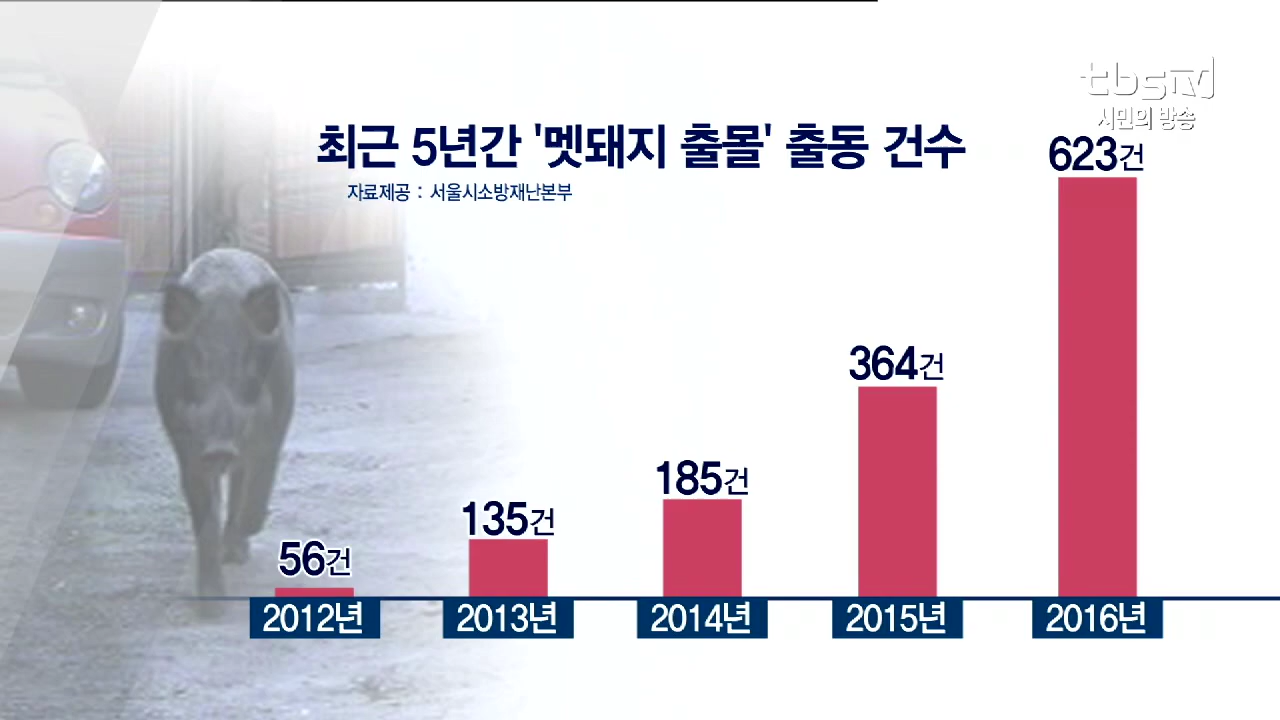 tbs TV
시민의 방송
최근 5년간 '멧돼지 출몰' 출동 건수
자료제공 : 서울시소방재난본부
56건
135건
185건
364건
623건
2012년
2013년
2014년
2015년
2016년